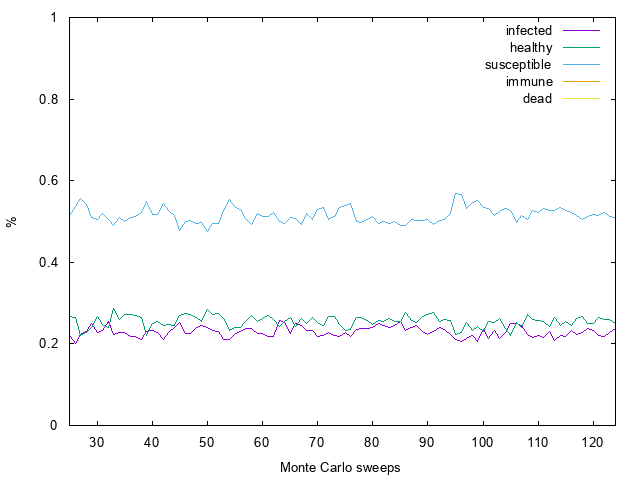 1
0.8
0.6
0.4
0.2
0
%
infected
healthy
susceptible
immune
dead
30 40 50 60 70 80 90 100 110 120
Monte Carlo sweeps